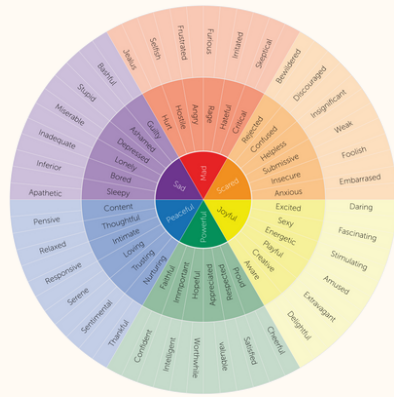 Mad
Scared
Joyful
Powerful
Peaceful
Sad
Hurt
Hostile
Angry
Rage
Hateful
Critical
Rejected
Confused
Helpless
Submissive
Insecure
Anxious
Excited
Sexy
Energetic
Playful
Creative
Aware
Proud
Respected
Appreciated
Hopeful
Immportant
Faithful
Nurturing
Trusting
Loving
Intimate
Thoughtful
Content
Sleepy
Bored
Lonely
Depressed
Ashamed
Guilty
Jealus
Selfish
Frustrated
Furious
Irritated
Skeptical
Bewildered
Discouraged
Insignificant
Weak
Foolish
Embarrased
Daring
Fascinating
Stimulating
Amused
Extravagant
Delightful
Cheerful
Satisfied
valuable
Worthwhile
Intelligent
Confident
Thankful
Sentimental
Serene
Responsive
Relaxed
Pensive
Apathetic
Inferior
Inadequate
Miserable
Stupid
Bashful